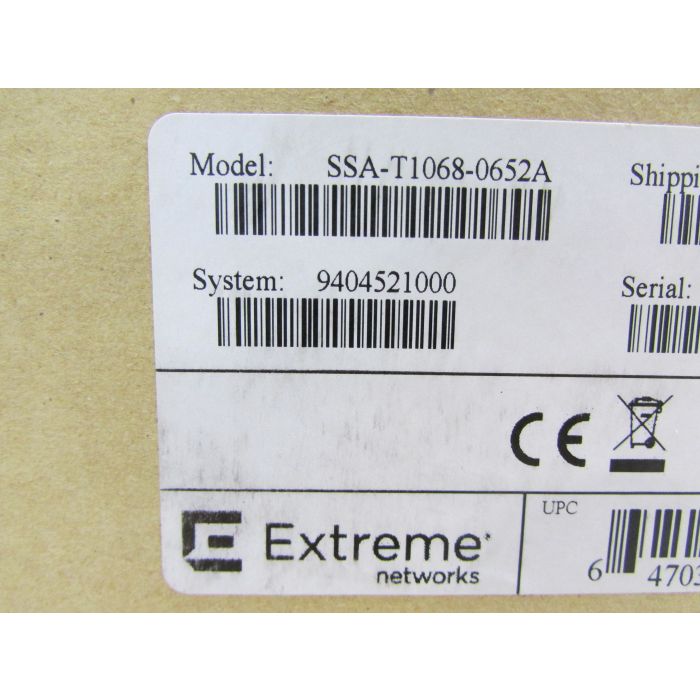 Model: SSA-T1068-0652A
Shippi
System: 9404521000
Serial:
CE
UPC
Extreme
networks
6 4703